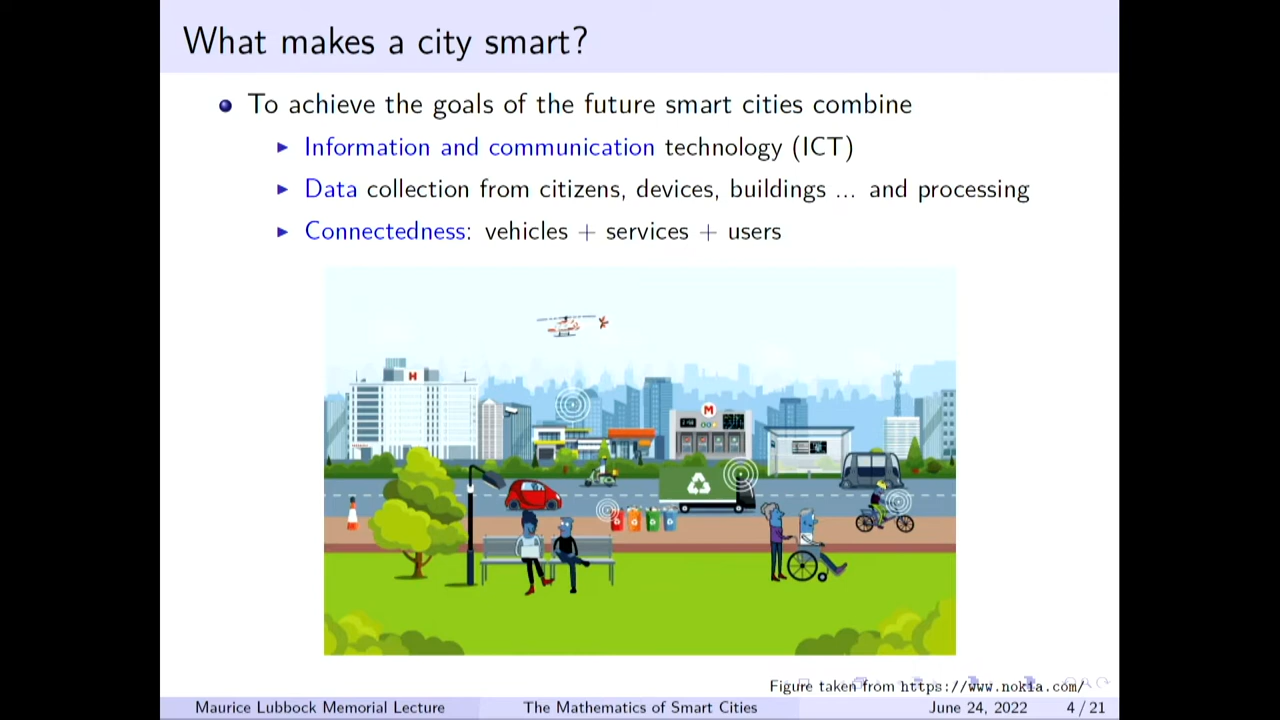 What makes a city smart?
To achieve the goals of the future smart cities combine
Information and communication technology (ICT)
Data collection from citizens, devices, buildings ... and processing
Connectedness: vehicles + services + users
H
M
Figure taken from https://www.nokia.com/
Maurice Lubbock Memorial Lecture
The Mathematics of Smart Cities
June 24, 2022
4 / 21